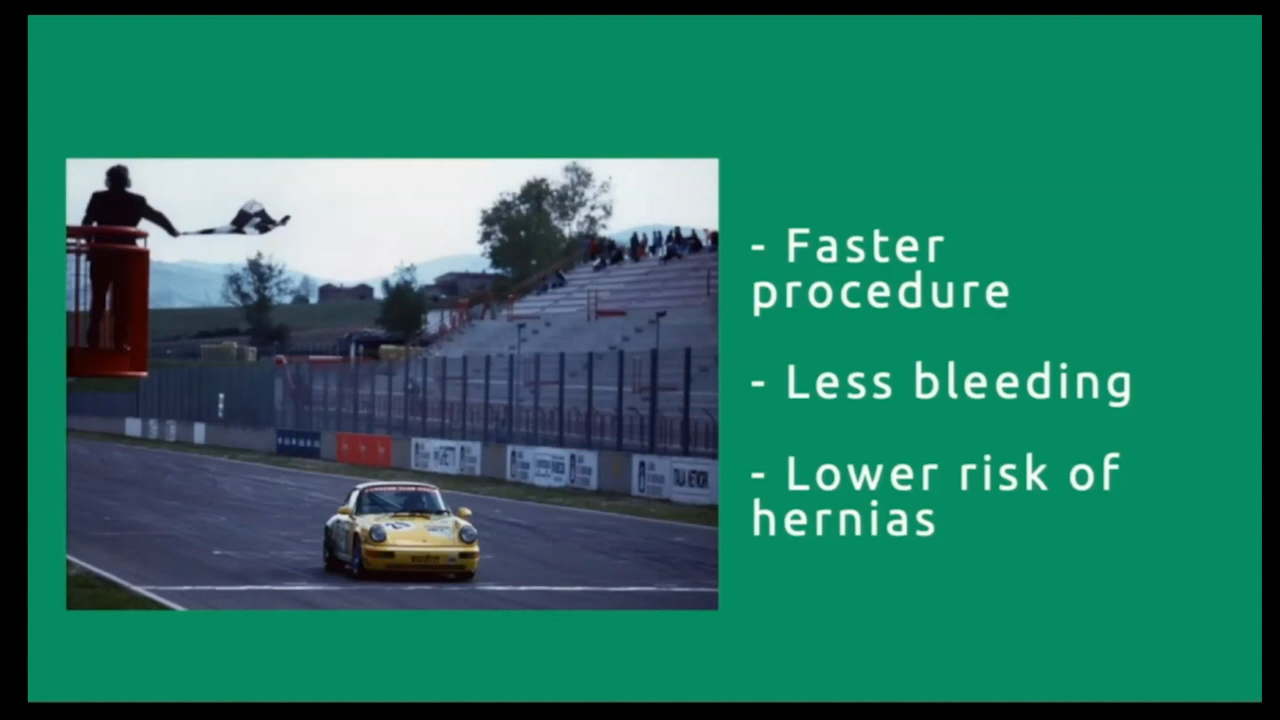 - Faster
procedure
- Less bleeding
- Lower risk of
hernias